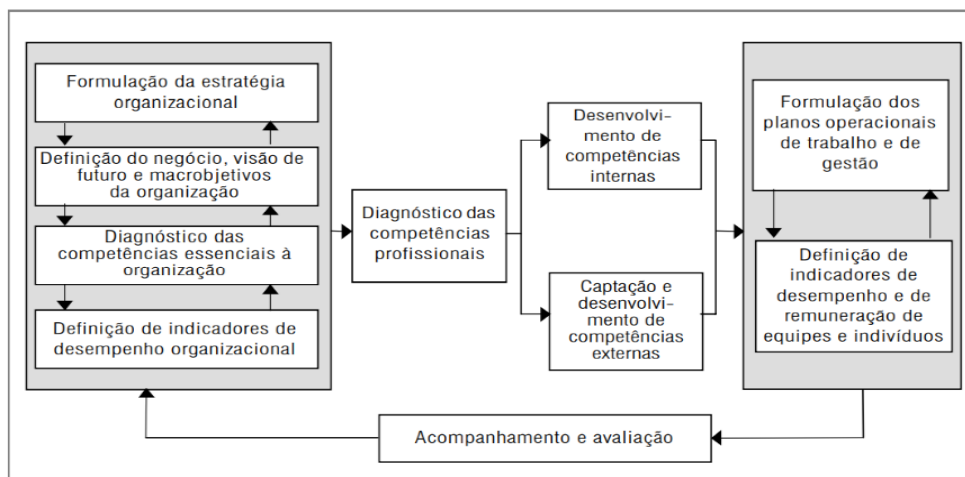 Formulação da estratégia
organizacional
Definição do negócio, visão de
futuro e macrobjetivos
da organização
Diagnóstico das
competências essenciais à
organização
Definição de indicadores de
desempenho organizacional
Diagnóstico das
competências
profissionais
Desenvolvi-
mento de
competências
internas
Captação e
desenvolvi-
mento de
competências
externas
Formulação dos
planos operacionais
de trabalho e de
gestão
Definição de
indicadores de
desempenho e de
remuneração de
equipes e indivíduos
Acompanhamento e avaliação